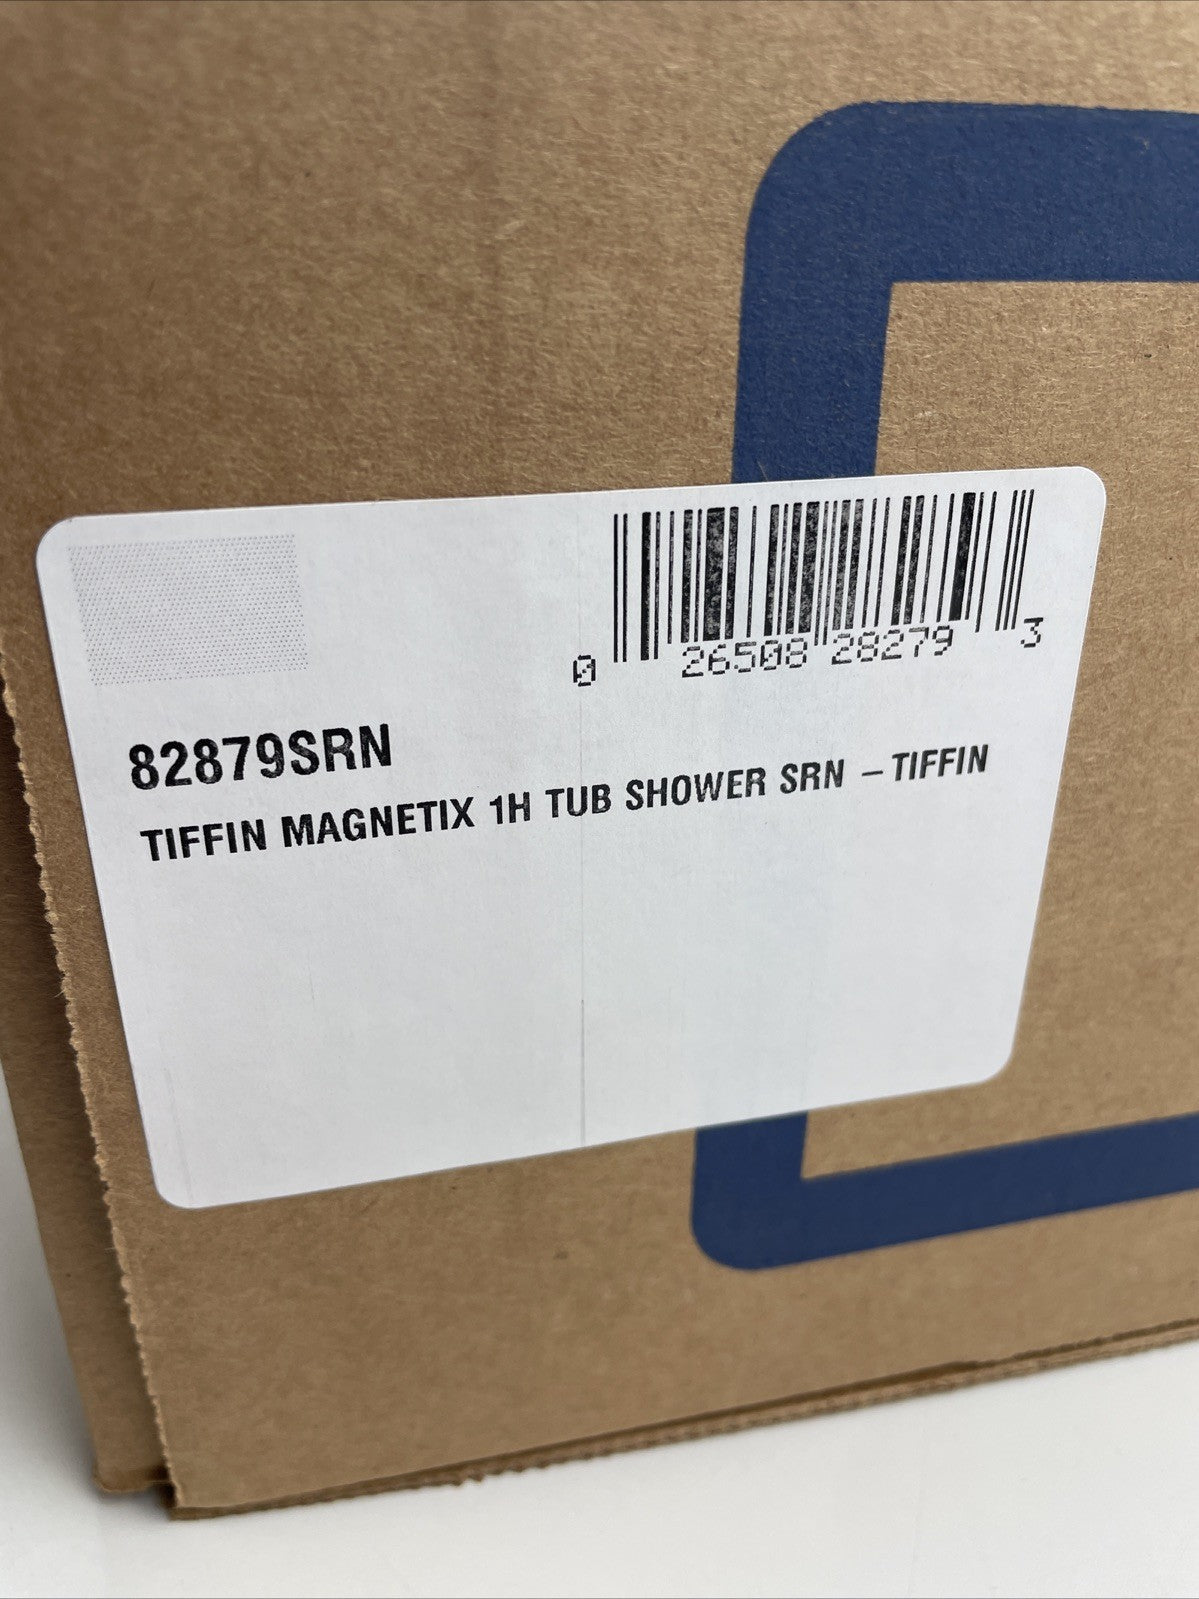 0 26508 28279 3
82879SRN
TIFFIN MAGNETIX 1H TUB SHOWER SRN – TIFFIN